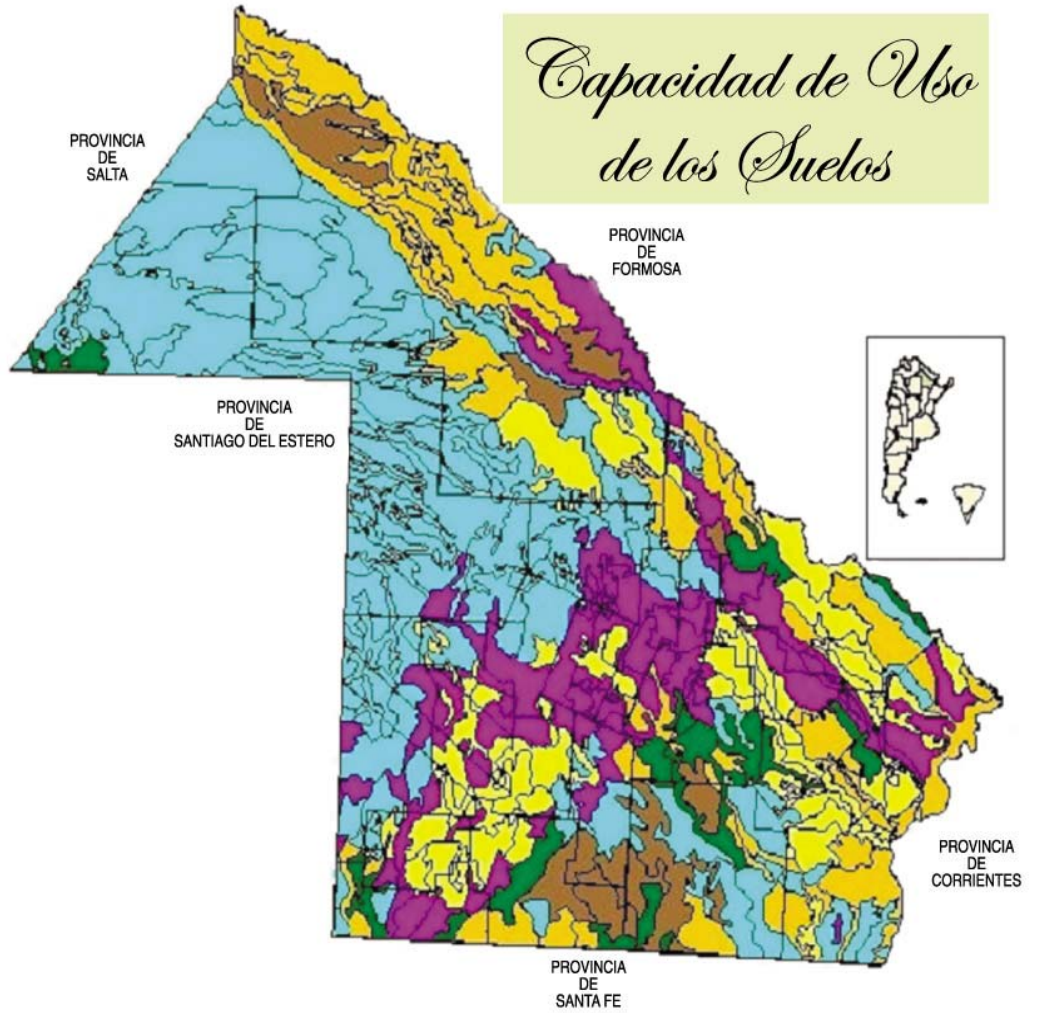 Capacidad de Uso
de los Suelos
PROVINCIA
DE
SALTA
PROVINCIA
DE
FORMOSA
PROVINCIA
DE
SANTIAGO DEL ESTERO
PROVINCIA
DE
CORRIENTES
PROVINCIA
DE
SANTA FE